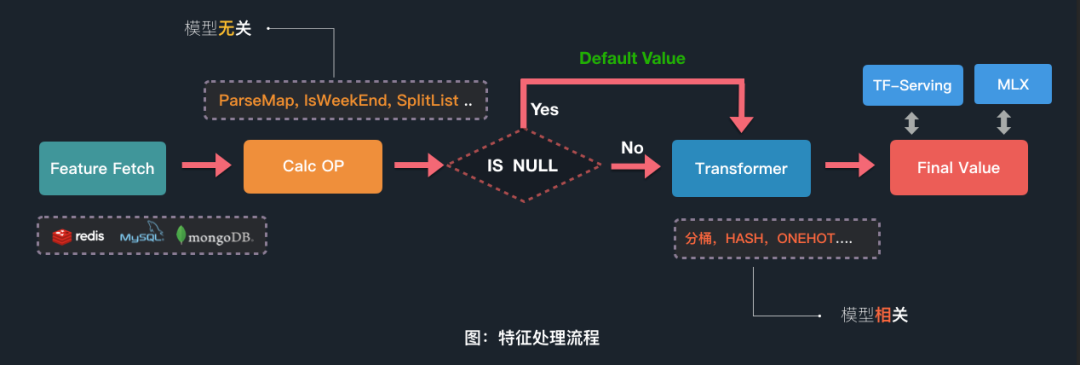 模型无关
ParseMap, IsWeekEnd, SplitList ..
Default Value
TF-Serving
MLX
Yes
Feature Fetch
Calc OP
IS NULL
No
Transformer
Final Value
redis
MySQL
mongoDB
分桶，HASH，ONEHOT....
模型相关
图：特征处理流程